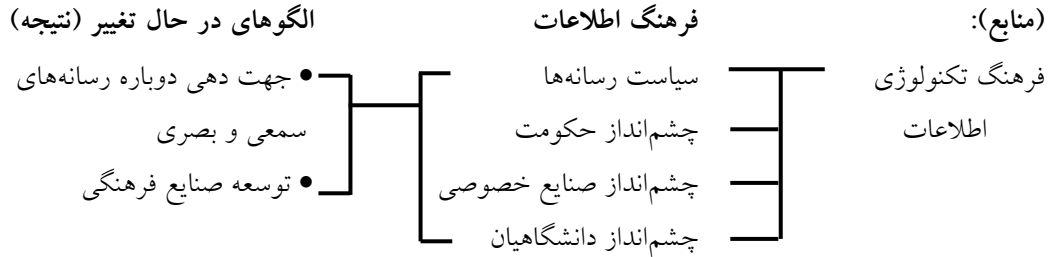 (منابع): فرهنگ اطلاعات الگوهای در حال تغییر (نتیجه)
فرهنگ تکنولوژی سیاست رسانه‌ها • جهت دهی دوباره رسانه‌های
اطلاعات چشم‌انداز حکومت سمعی و بصری
چشم‌انداز صنایع خصوصی • توسعه صنایع فرهنگی
چشم‌انداز دانشگاهیان